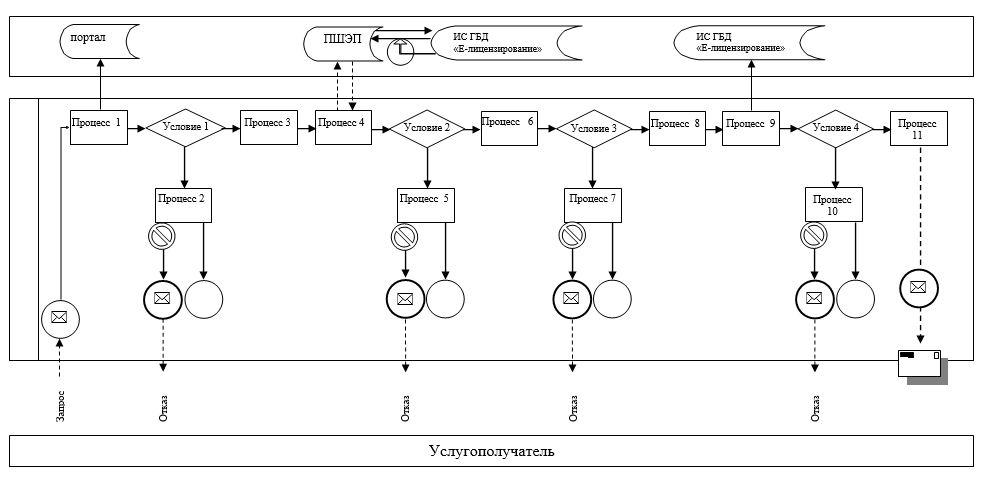 портал
ПШЭП
ИС ГБД
«Е-лицензирование»
ИС ГБД
«Е-лицензирование»
Процесс 1
Условие 1
Процесс 3
Процесс 4
Условие 2
Процесс 6
Условие 3
Процесс 8
Процесс 9
Условие 4
Процесс
11
Процесс 2
Процесс 5
Процесс 7
Процесс
10
Запрос
Отказ
Отказ
Отказ
Отказ
Услугополучатель